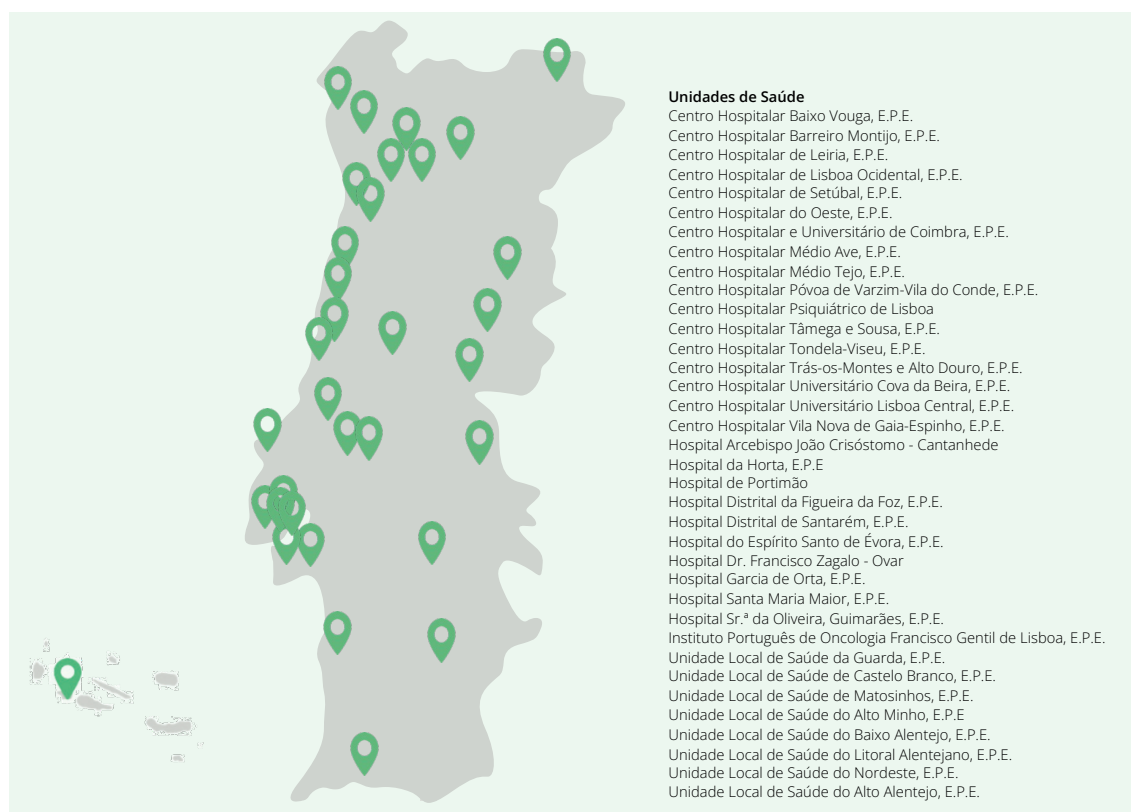 Unidades de Saúde
Centro Hospitalar Baixo Vouga, E.P.E.
Centro Hospitalar Barreiro Montijo, E.P.E.
Centro Hospitalar de Leiria, E.P.E.
Centro Hospitalar de Lisboa Ocidental, E.P.E.
Centro Hospitalar de Setúbal, E.P.E.
Centro Hospitalar do Oeste, E.P.E.
Centro Hospitalar e Universitário de Coimbra, E.P.E.
Centro Hospitalar Médio Ave, E.P.E.
Centro Hospitalar Médio Tejo, E.P.E.
Centro Hospitalar Póvoa de Varzim-Vila do Conde, E.P.E.
Centro Hospitalar Psiquiátrico de Lisboa
Centro Hospitalar Tâmega e Sousa, E.P.E.
Centro Hospitalar Tondela-Viseu, E.P.E.
Centro Hospitalar Trás-os-Montes e Alto Douro, E.P.E.
Centro Hospitalar Universitário Cova da Beira, E.P.E.
Centro Hospitalar Universitário Lisboa Central, E.P.E.
Centro Hospitalar Vila Nova de Gaia-Espinho, E.P.E.
Hospital Arcebispo João Crisóstomo - Cantanhede
Hospital da Horta, E.P.E
Hospital de Portimão
Hospital Distrital da Figueira da Foz, E.P.E.
Hospital Distrital de Santarém, E.P.E.
Hospital do Espírito Santo de Évora, E.P.E.
Hospital Dr. Francisco Zagalo - Ovar
Hospital Garcia de Orta, E.P.E.
Hospital Santa Maria Maior, E.P.E.
Hospital Sr.ª da Oliveira, Guimarães, E.P.E.
Instituto Português de Oncologia Francisco Gentil de Lisboa, E.P.E.
Unidade Local de Saúde da Guarda, E.P.E.
Unidade Local de Saúde de Castelo Branco, E.P.E.
Unidade Local de Saúde de Matosinhos, E.P.E.
Unidade Local de Saúde do Alto Minho, E.P.E
Unidade Local de Saúde do Baixo Alentejo, E.P.E.
Unidade Local de Saúde do Litoral Alentejano, E.P.E.
Unidade Local de Saúde do Nordeste, E.P.E.
Unidade Local de Saúde do Alto Alentejo, E.P.E.